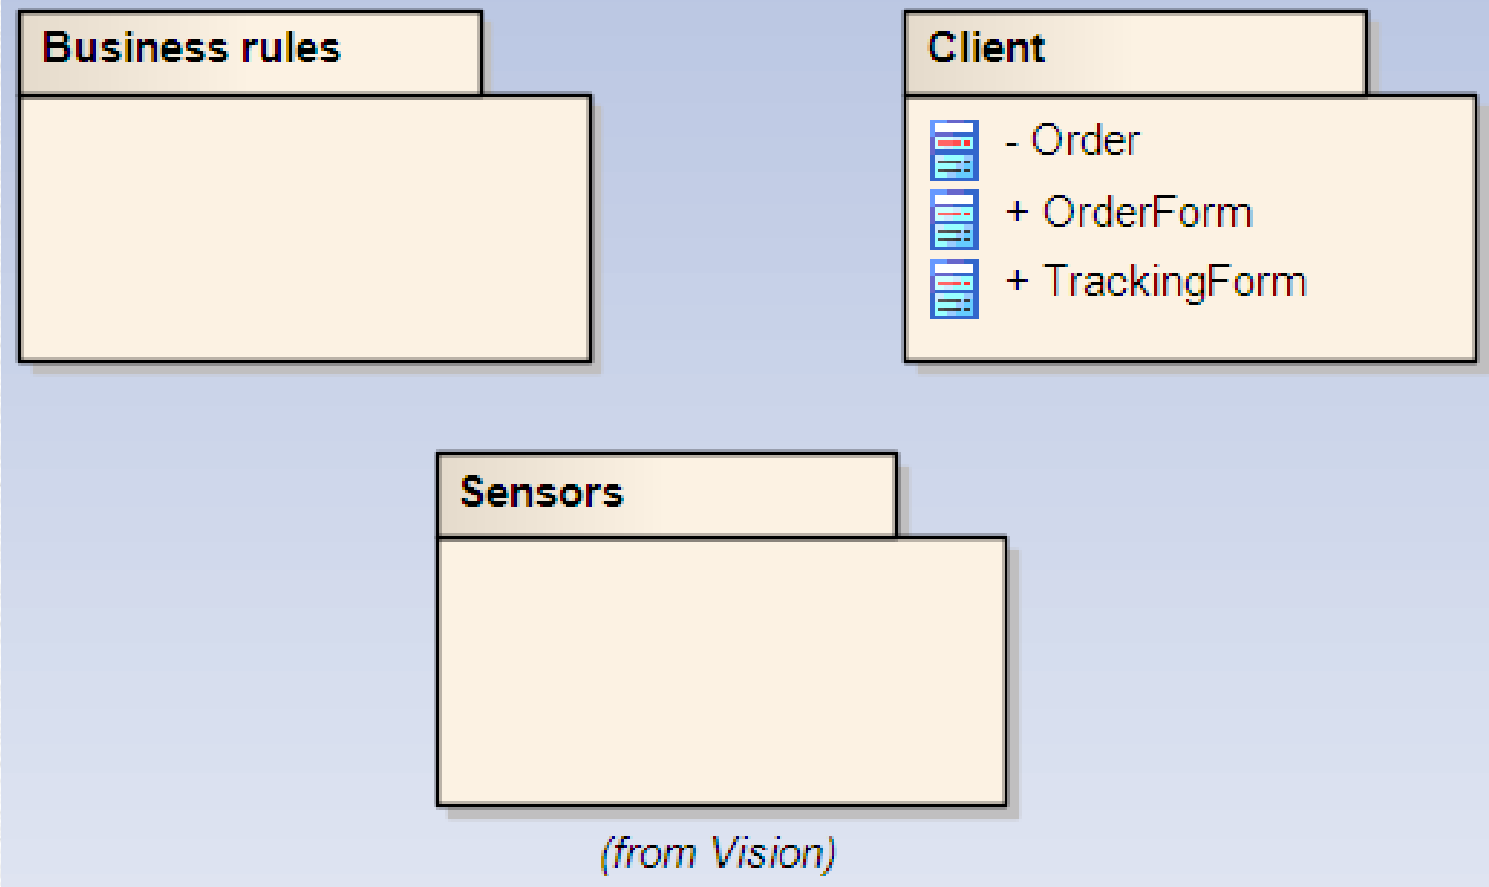 Business rules
Client
- Order
+ OrderForm
+ TrackingForm
Sensors
(from Vision)